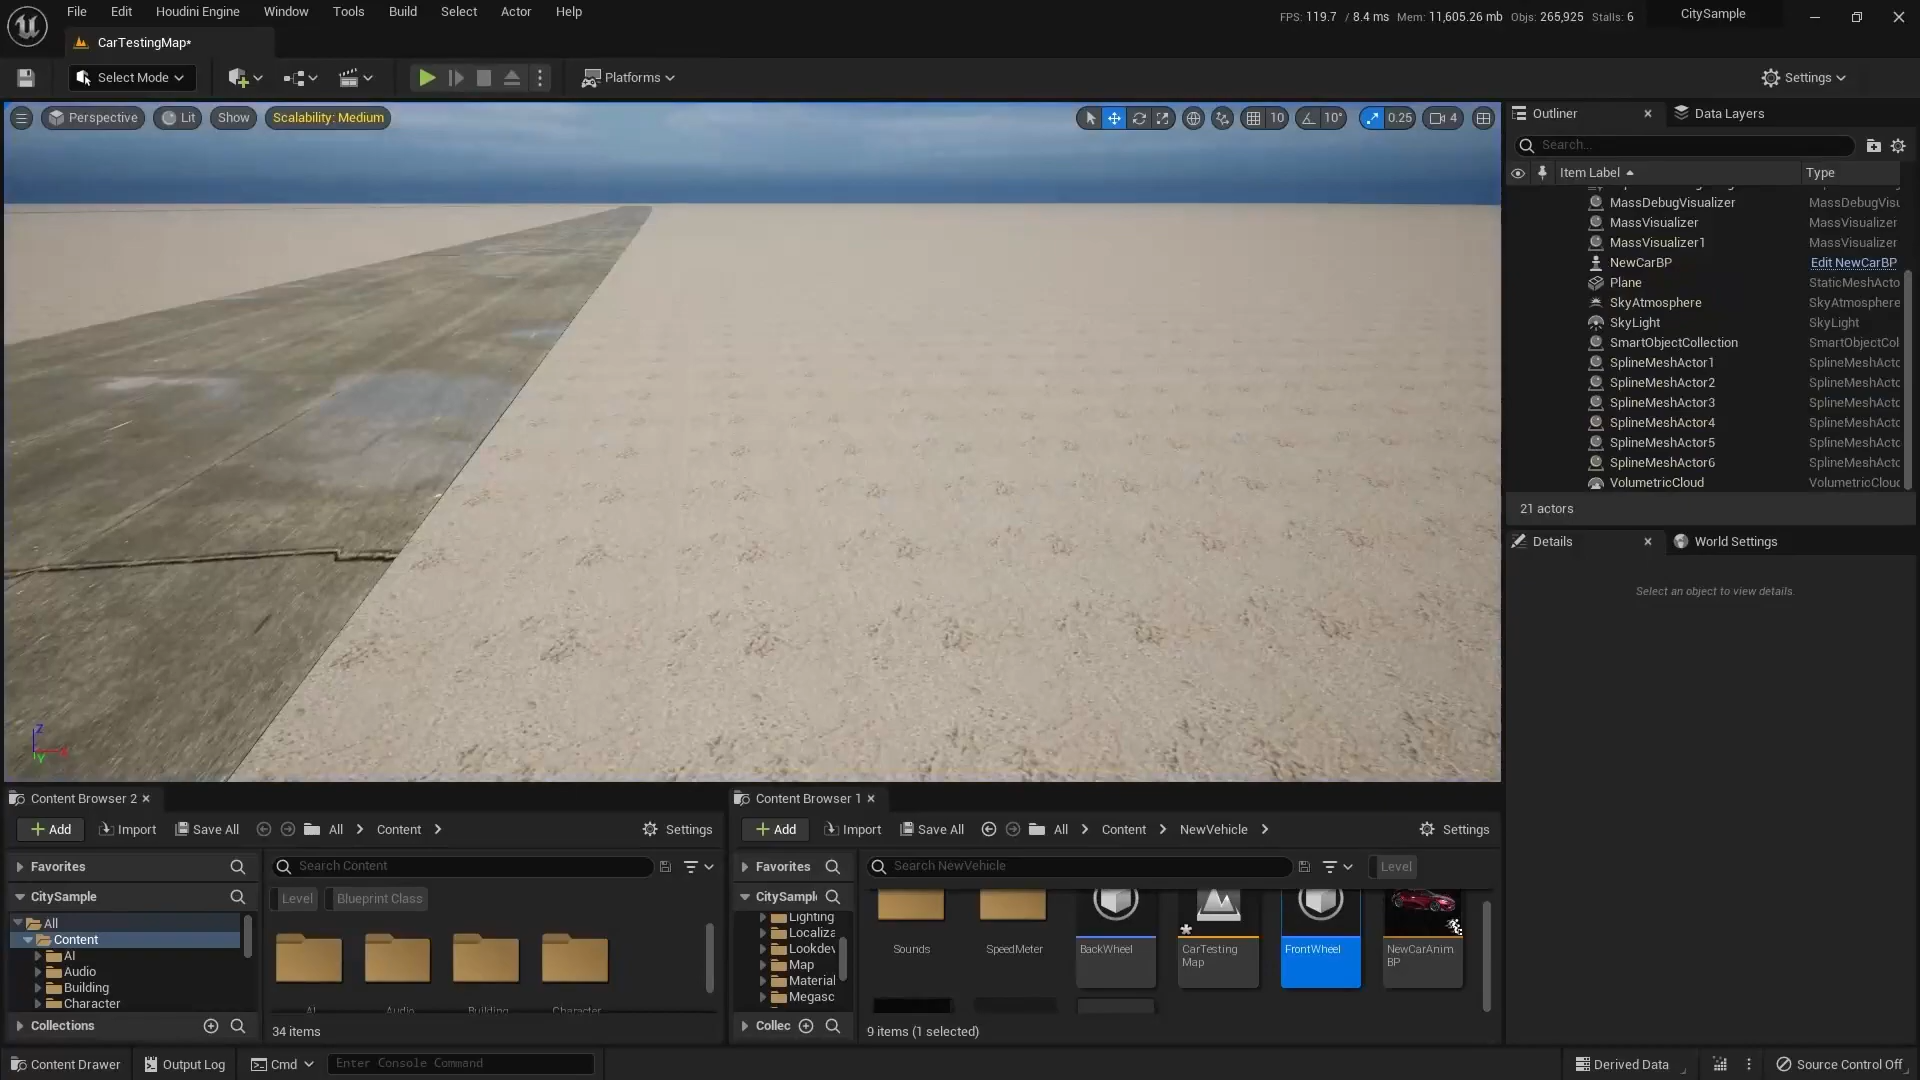 File Edit Houdini Engine Window Tools Build Select Actor Help
FPS: 119.7 / 8.4 ms Mem: 11,605.26 mb Objs: 265,925 Stalls: 6
CitySample
CarTestingMap*
Select Mode
Platforms
Settings
Perspective Lit Show Scalability: Medium
10 10° 0.25 4
Outliner
Data Layers
Search...
Item Label Type
MassDebugVisualizer MassDebugVisu
MassVisualizer MassVisualizer
MassVisualizer1 MassVisualizer
NewCarBP Edit NewCarBP
Plane StaticMeshActo
SkyAtmosphere SkyAtmosphere
SkyLight SkyLight
SmartObjectCollection SmartObjectCol
SplineMeshActor1 SplineMeshActo
SplineMeshActor2 SplineMeshActo
SplineMeshActor3 SplineMeshActo
SplineMeshActor4 SplineMeshActo
SplineMeshActor5 SplineMeshActo
SplineMeshActor6 SplineMeshActo
VolumetricCloud VolumetricCloud
21 actors
Details
World Settings
Select an object to view details.
Z
Y
Content Browser 2
Add Import Save All All Content Settings
Favorites
Search Content
CitySample
Level Blueprint Class
All
Content
AI
Audio
Building
Character
AI Audio Building Character
Collections
34 items
Content Browser 1
Add Import Save All All Content NewVehicle Settings
Favorites
Search NewVehicle
Level
CitySampl
Lighting
Localiza
Lookdev
Map
Material
Megasc
Sounds
SpeedMeter
BackWheel
CarTesting
Map
FrontWheel
NewCarAnim
BP
Collec
9 items (1 selected)
Content Drawer Output Log Cmd Enter Console Command
Derived Data Source Control Off